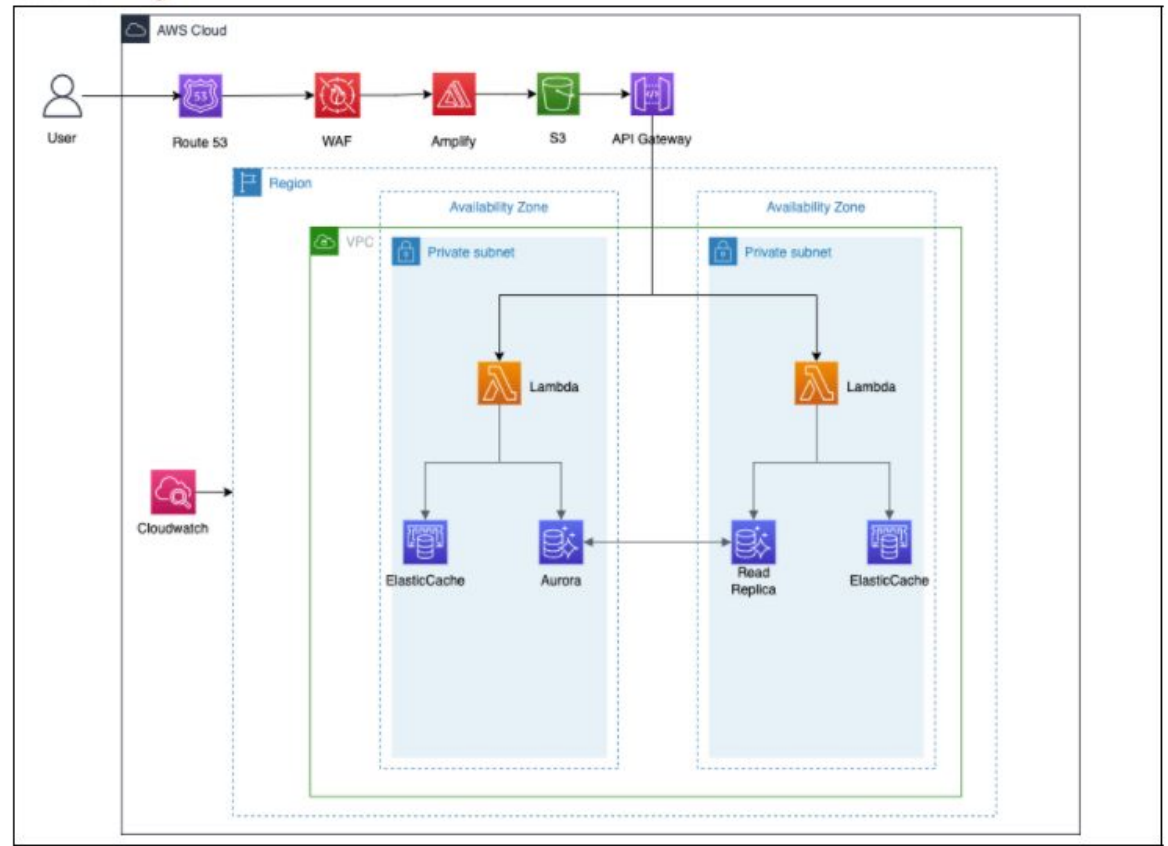 AWS Cloud
User
Route 53
WAF
Amplify
S3
API Gateway
Region
Availability Zone
Availability Zone
VPC
Private subnet
Private subnet
Lambda
Lambda
Cloudwatch
ElasticCache
Aurora
Read
Replica
ElasticCache